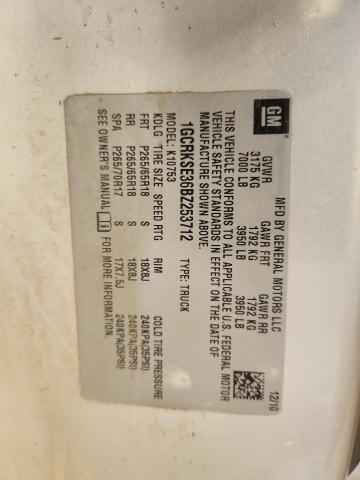 GM
MFD BY GENERAL MOTORS LLC 12/10
GVWR GAWR FRT GAWR RR
3175 KG 1792 KG 1792 KG
7000 LB 3950 LB 3950 LB
THIS VEHICLE CONFORMS TO ALL APPLICABLE U.S. FEDERAL MOTOR
VEHICLE SAFETY STANDARDS IN EFFECT ON THE DATE OF
MANUFACTURE SHOWN ABOVE.
1GCRKSE36BZ253712 TYPE: TRUCK
MODEL: K10753
KDLG TIRE SIZE SPEED RTG RIM COLD TIRE PRESSURE
FRT P265/65R18 S 18X8J 240KPA(35PSI)
RR P265/65R18 S 18X8J 240KPA(35PSI)
SPA P265/70R17 S 17X7.5J 240KPA(35PSI)
SEE OWNER'S MANUAL i FOR MORE INFORMATION.